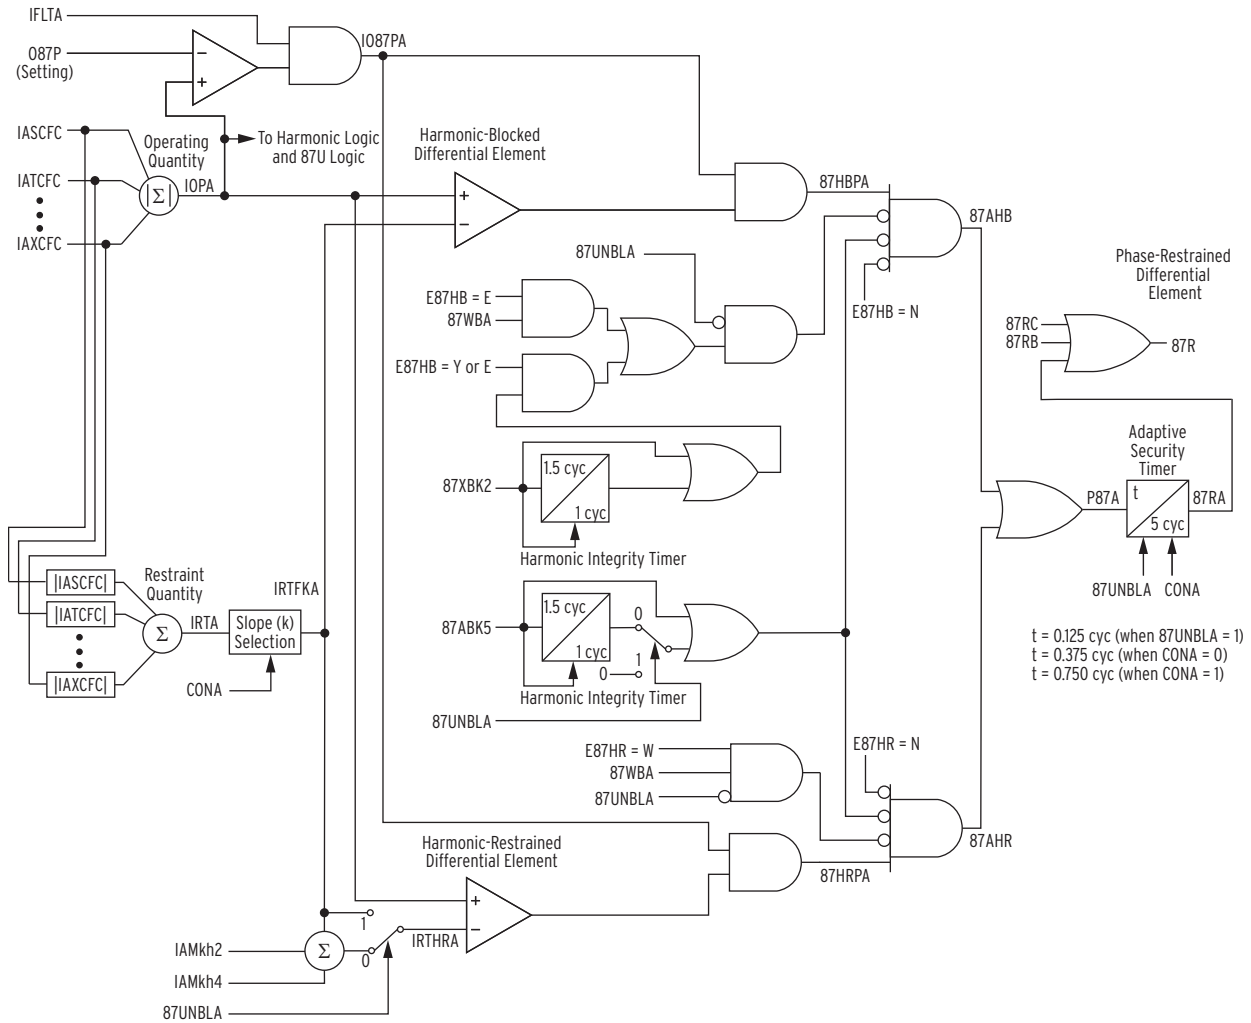 IFLTA
O87P
(Setting)
IO87PA
IASCFC
IATCFC
IAXCFC
Operating
Quantity
|Σ|
IOPA
To Harmonic Logic
and 87U Logic
Harmonic-Blocked
Differential Element
+
−
+
−
87HBPA
87AHB
87UNBLA
E87HB = E
87WBA
E87HB = Y or E
E87HB = N
Phase-Restrained
Differential
Element
87RC
87RB
87R
87XBK2
1.5 cyc
1 cyc
Harmonic Integrity Timer
Adaptive
Security
Timer
P87A
t
5 cyc
87RA
87UNBLA
CONA
t = 0.125 cyc (when 87UNBLA = 1)
t = 0.375 cyc (when CONA = 0)
t = 0.750 cyc (when CONA = 1)
|IASCFC|
|IATCFC|
|IAXCFC|
Restraint
Quantity
Σ
IRTA
Slope (k)
Selection
CONA
IRTFKA
87ABK5
1.5 cyc
1 cyc
0
1
0
Harmonic Integrity Timer
87UNBLA
E87HR = W
87WBA
87UNBLA
E87HR = N
87AHR
87HRPA
Harmonic-Restrained
Differential Element
+
−
IRTHRA
1
0
Σ
IAMkh2
IAMkh4
87UNBLA